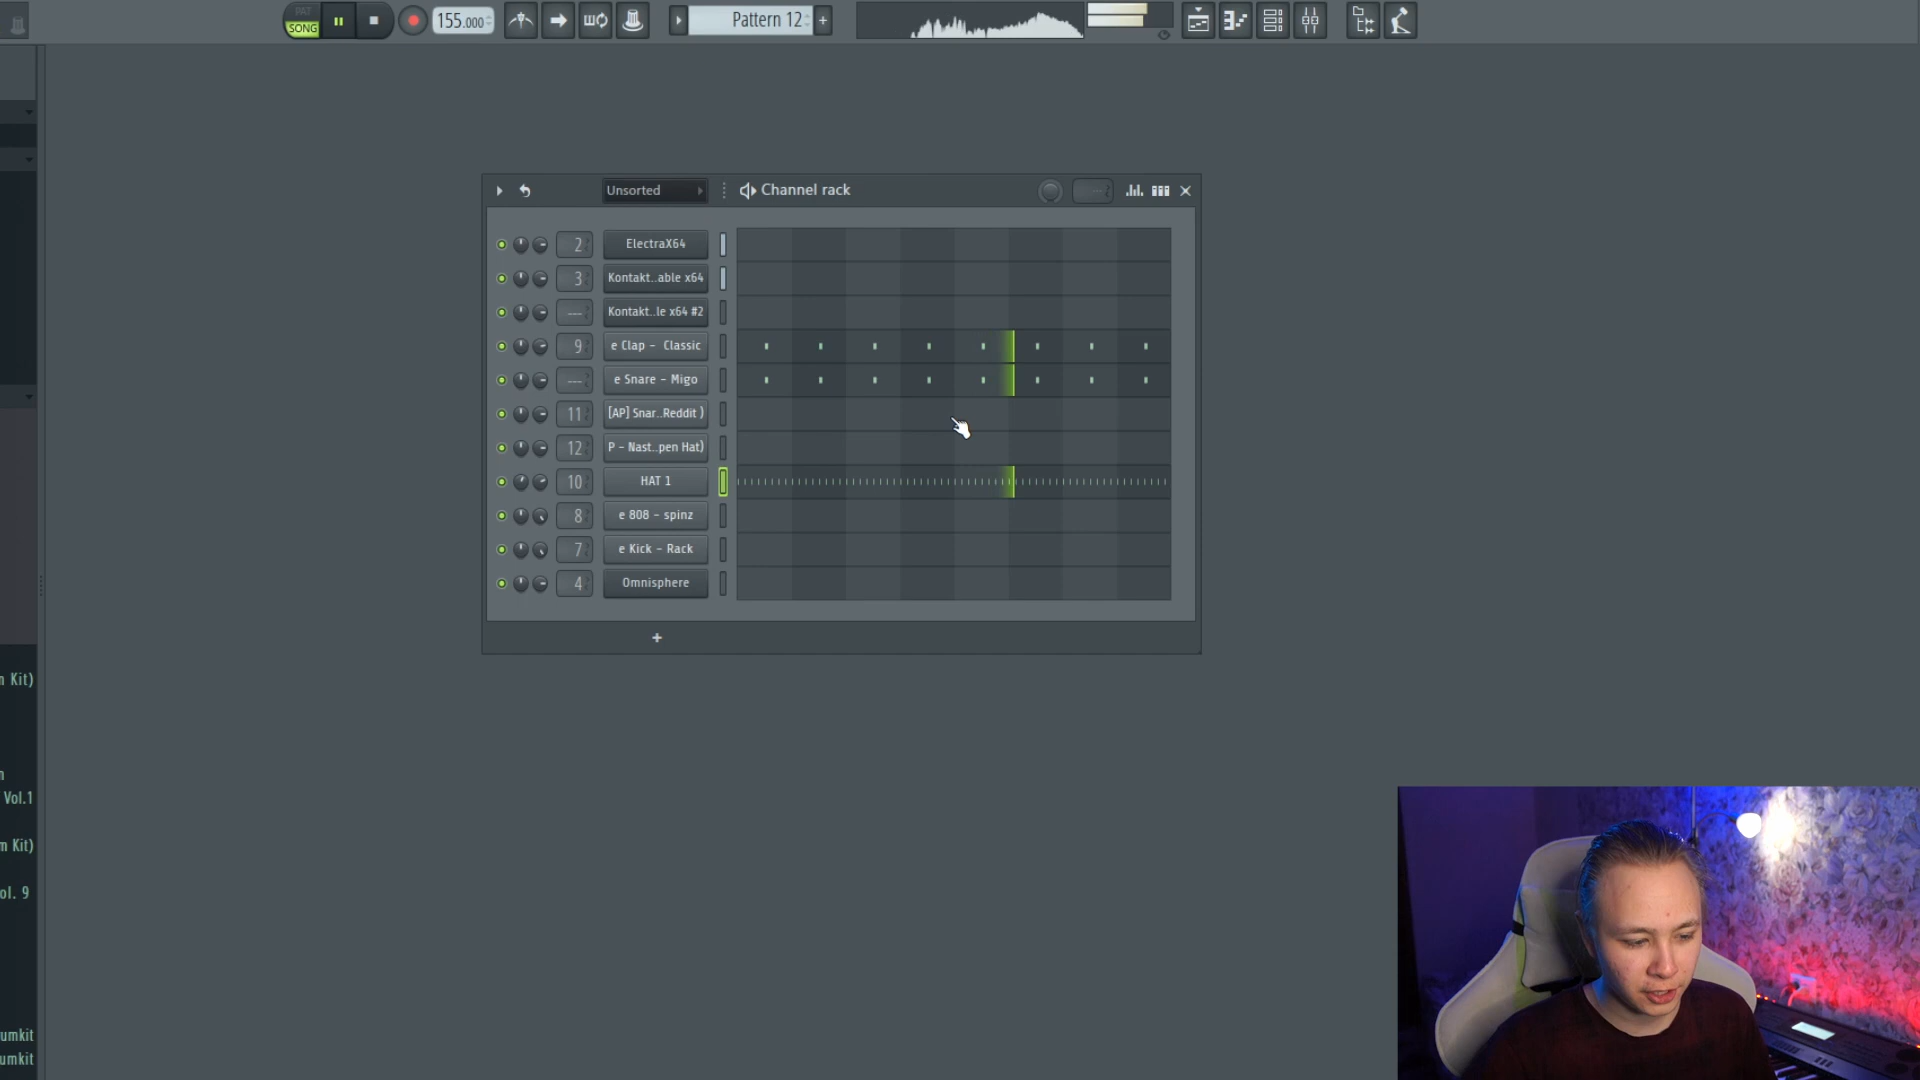 PAT
SONG
155.000
Pattern 12
+
Unsorted
Channel rack
2 ElectraX64
3 Kontakt..able x64
--- Kontakt..le x64 #2
9 e Clap - Classic
--- e Snare - Migo
11 [AP] Snar..Reddit )
12 P - Nast..pen Hat)
10 HAT 1
8 e 808 - spinz
7 e Kick - Rack
4 Omnisphere
+
Kit)
Vol.1
m Kit)
ol. 9
umkit
umkit